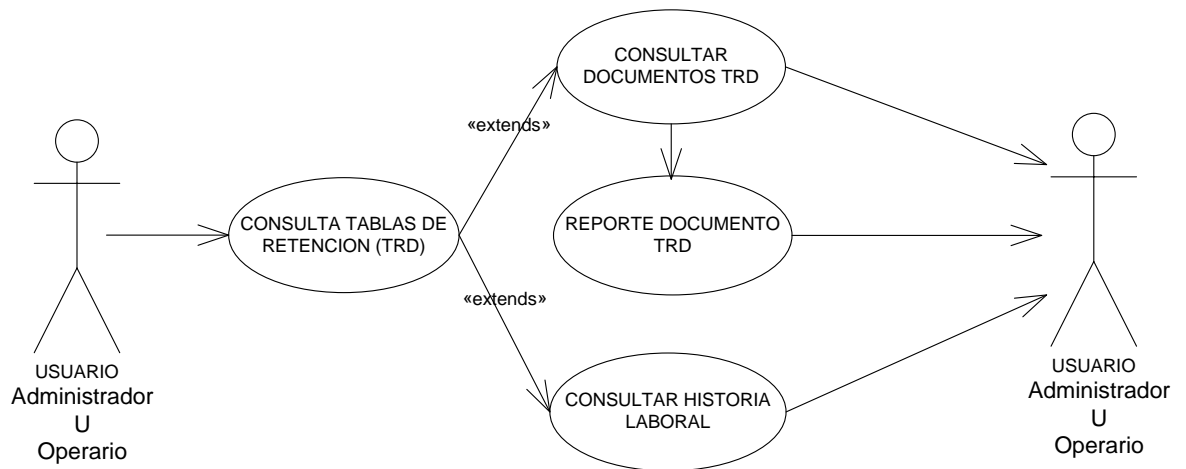 CONSULTAR
DOCUMENTOS TRD
«extends»
CONSULTA TABLAS DE
RETENCION (TRD)
REPORTE DOCUMENTO
TRD
«extends»
CONSULTAR HISTORIA
LABORAL
USUARIO
Administrador
U
Operario
USUARIO
Administrador
U
Operario